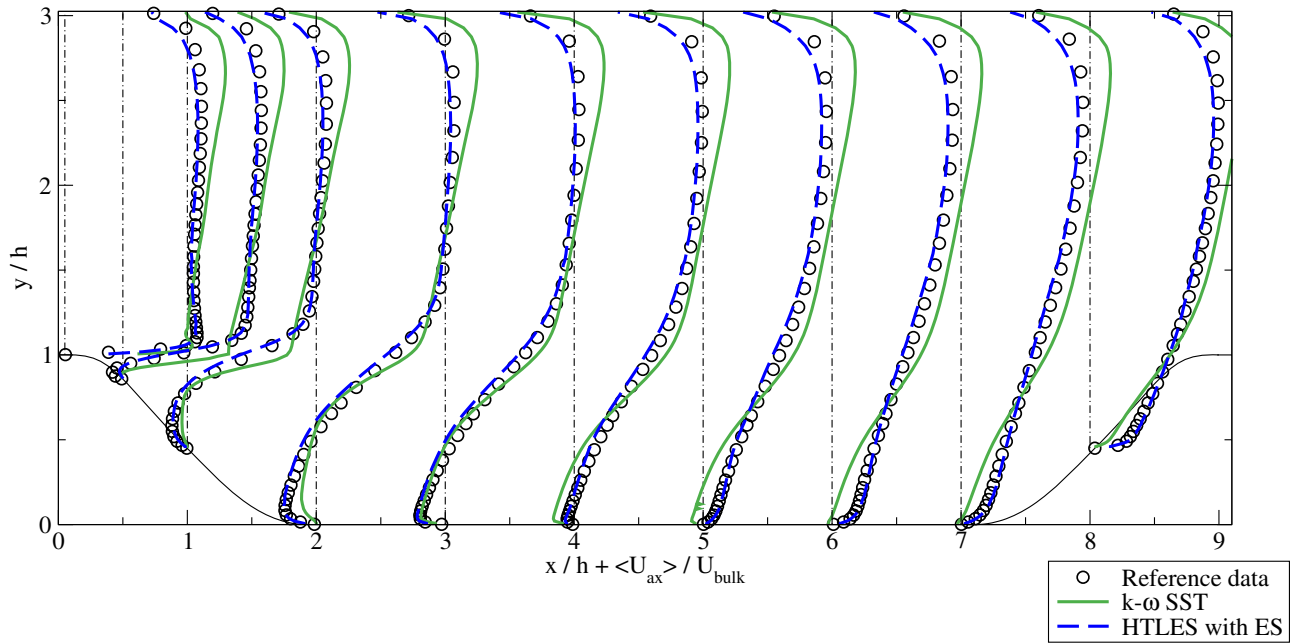 3
2
1
0
y / h
0 1 2 3 4 5 6 7 8 9
x / h + <U_ax> / U_bulk
Reference data
k-ω SST
HTLES with ES